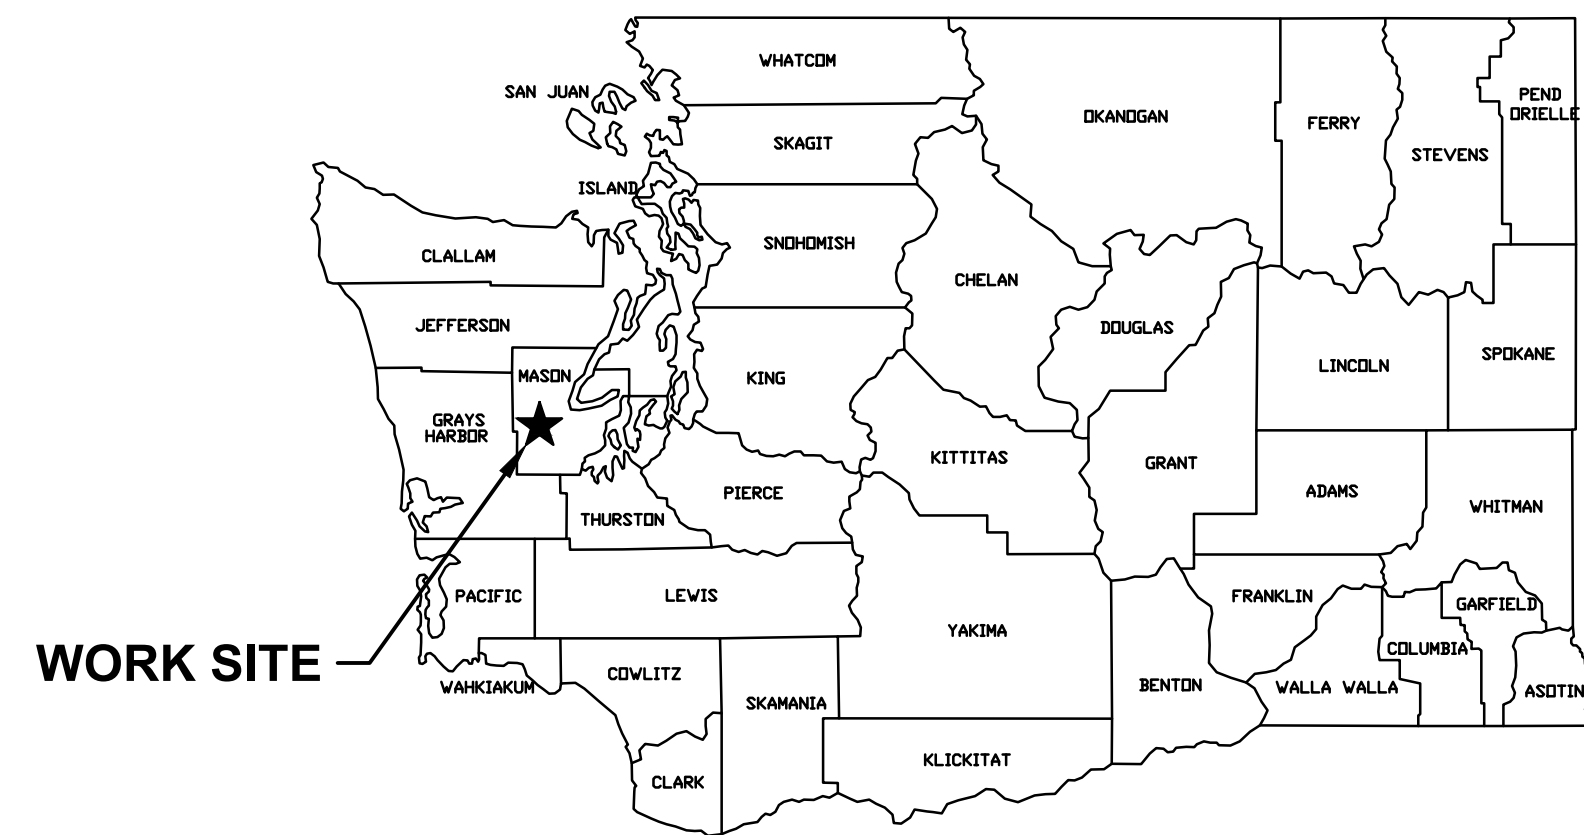 WHATCOM
SAN JUAN
OKANOGAN
FERRY
PEND
ORIELLE
SKAGIT
STEVENS
ISLAND
SNOHOMISH
CLALLAM
CHELAN
JEFFERSON
DOUGLAS
LINCOLN
SPOKANE
MASON
KING
GRAYS
HARBOR
KITTITAS
GRANT
PIERCE
ADAMS
WHITMAN
THURSTON
PACIFIC
LEWIS
FRANKLIN
GARFIELD
YAKIMA
COLUMBIA
WORK SITE
WAHKIAKUM
COWLITZ
SKAMANIA
BENTON
WALLA WALLA
ASOTIN
KLICKITAT
CLARK